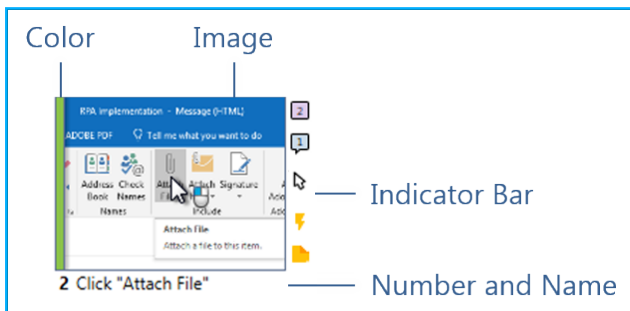 Color Image
RPA Implementation - Message (HTML)
2
ADOBE PDF Tell me what you want to do
1
Address Check Attach Signature
Book Names
Names Include
Indicator Bar
Attach File
Attach a file to this item.
2 Click "Attach File"
Number and Name